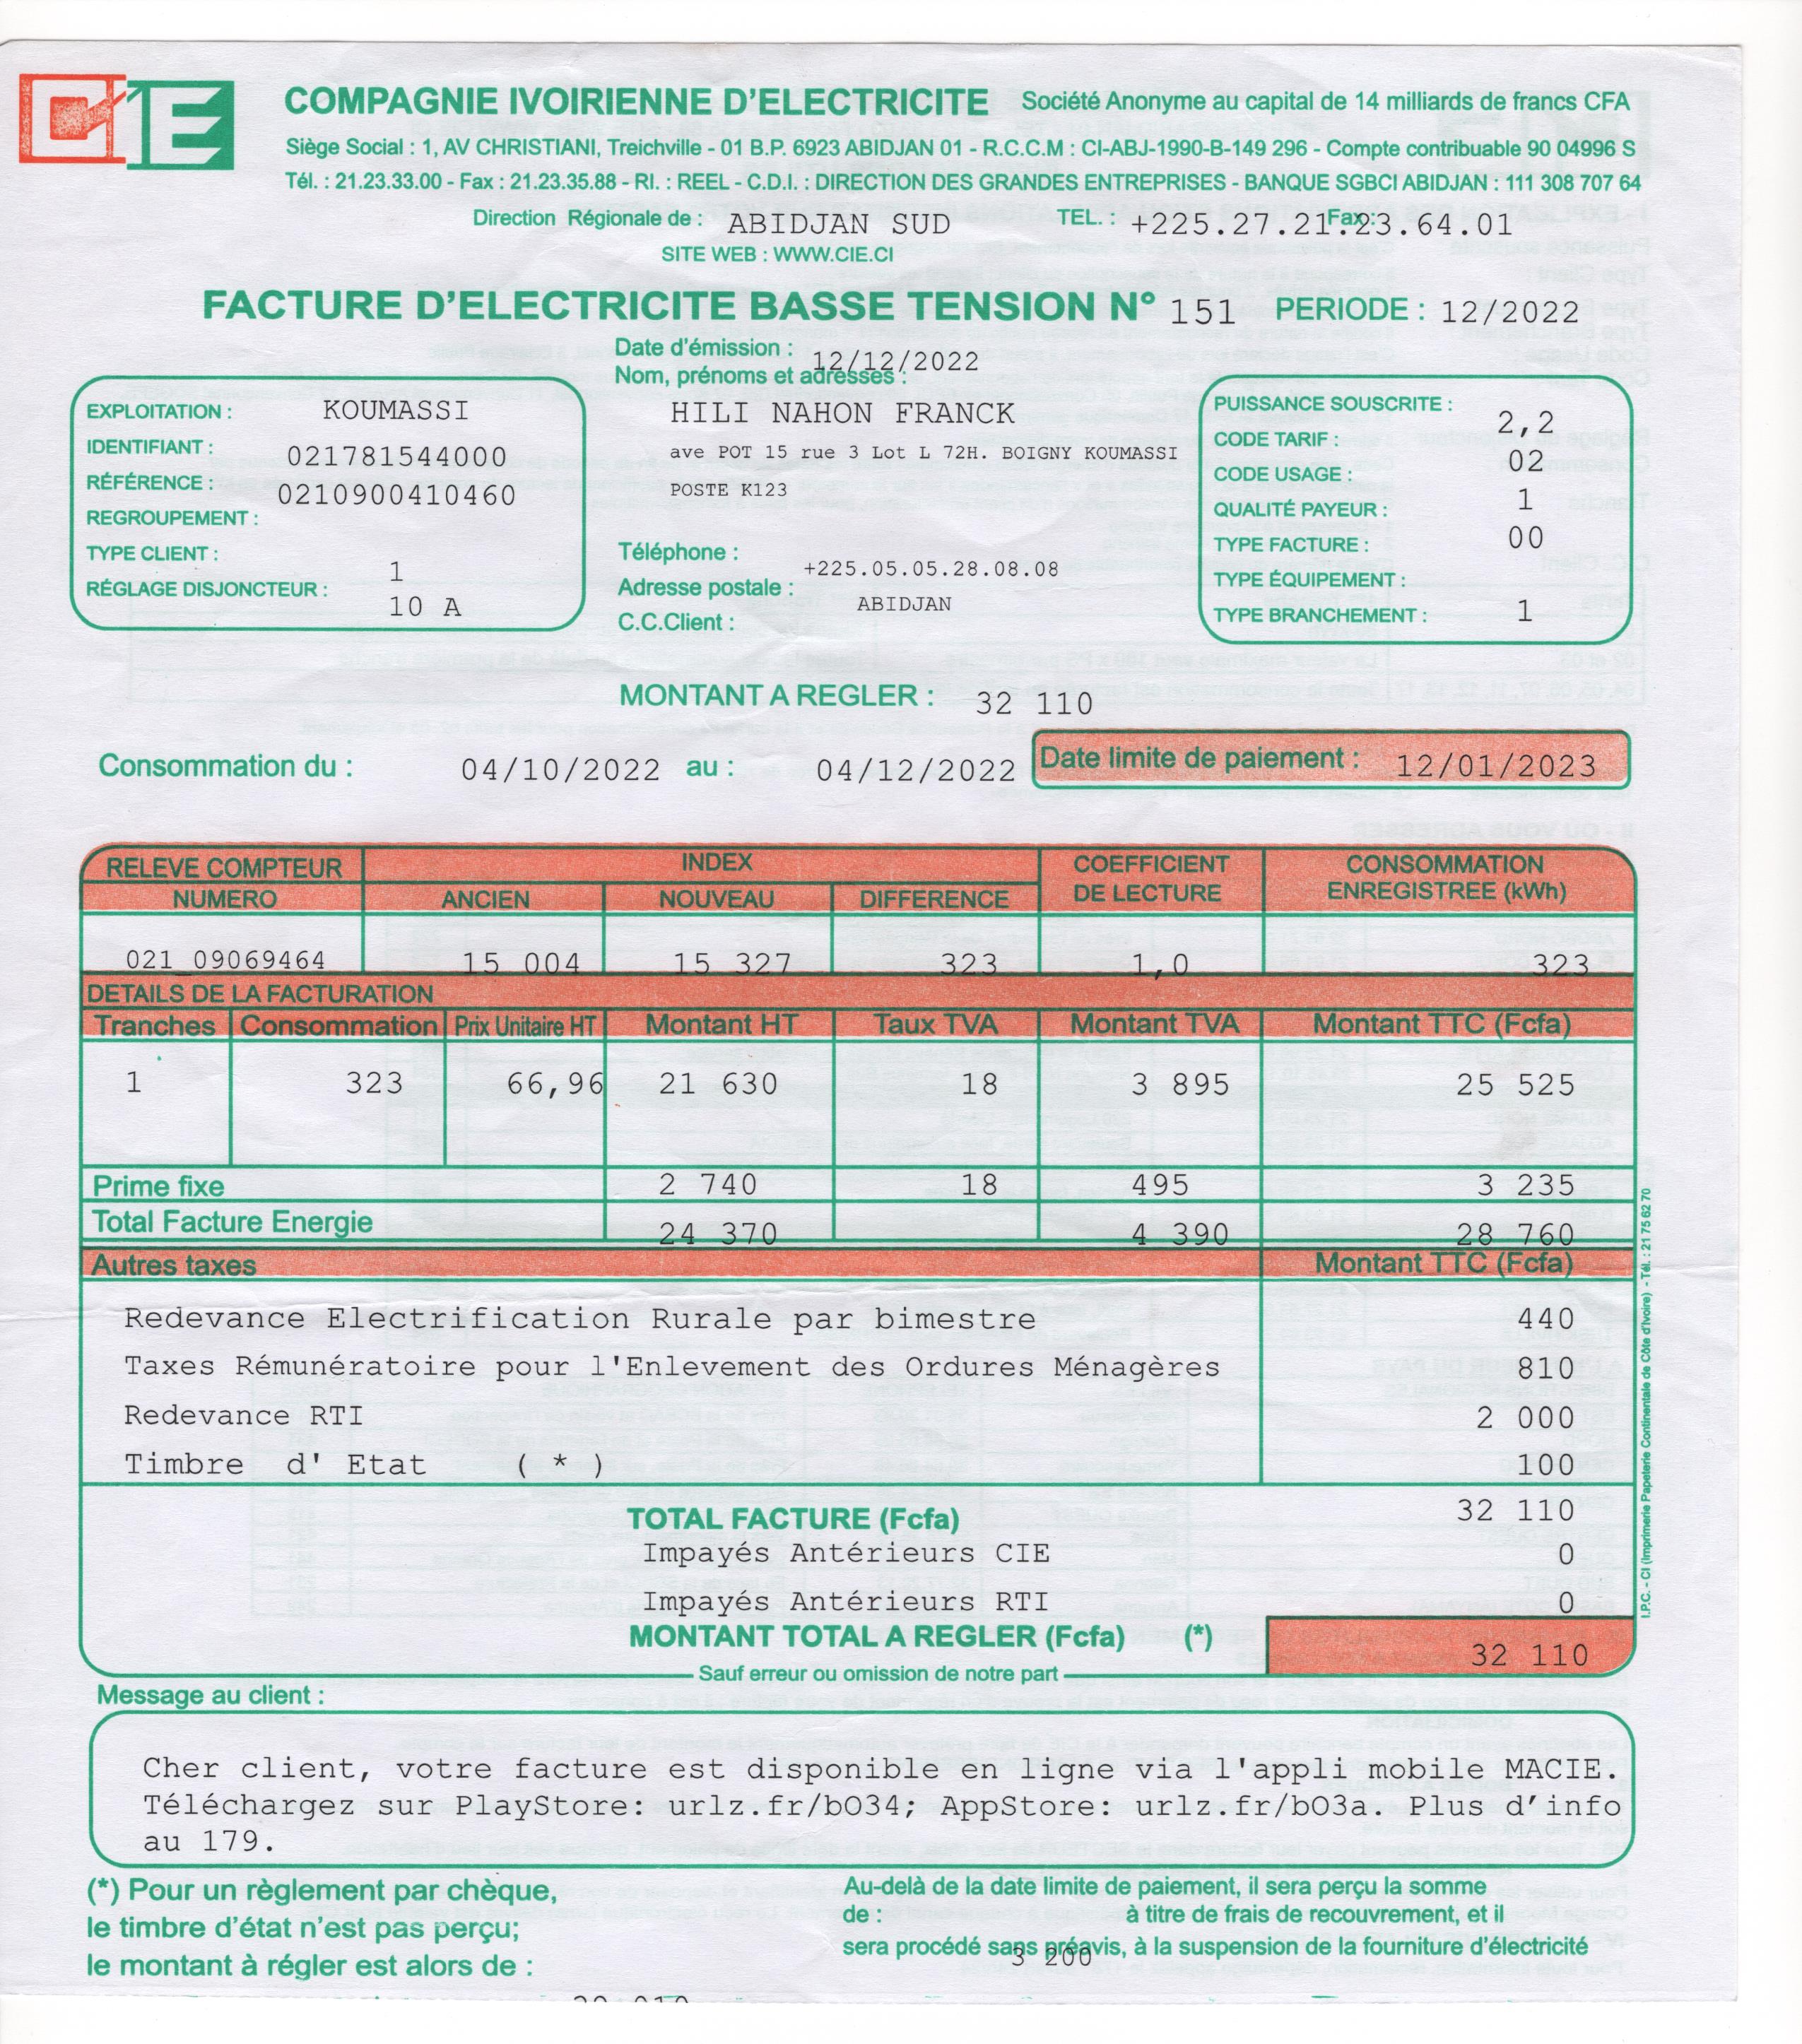 CIE
COMPAGNIE IVOIRIENNE D'ELECTRICITE Société Anonyme au capital de 14 milliards de francs CFA
Siège Social : 1, AV CHRISTIANI, Treichville - 01 B.P. 6923 ABIDJAN 01 - R.C.C.M : CI-ABJ-1990-B-149 296 - Compte contribuable 90 04996 S
Tél. : 21.23.33.00 - Fax : 21.23.35.88 - RI. : REEL - C.D.I. : DIRECTION DES GRANDES ENTREPRISES - BANQUE SGBCI ABIDJAN : 111 308 707 64
Direction Régionale de : ABIDJAN SUD TEL. : +225.27.21.23.64.01 Fax :
SITE WEB : WWW.CIE.CI
FACTURE D'ELECTRICITE BASSE TENSION N° 151 PERIODE : 12/2022
Date d'émission : 12/12/2022
Nom, prénoms et adresses :
EXPLOITATION : KOUMASSI
IDENTIFIANT : 021781544000
RÉFÉRENCE : 0210900410460
REGROUPEMENT :
TYPE CLIENT : 1
RÉGLAGE DISJONCTEUR : 10 A
HILI NAHON FRANCK
ave POT 15 rue 3 Lot L 72H. BOIGNY KOUMASSI
POSTE K123
Téléphone : +225.05.05.28.08.08
Adresse postale : ABIDJAN
C.C.Client :
PUISSANCE SOUSCRITE : 2,2
CODE TARIF : 02
CODE USAGE : 1
QUALITÉ PAYEUR : 00
TYPE FACTURE :
TYPE ÉQUIPEMENT :
TYPE BRANCHEMENT : 1
MONTANT A REGLER : 32 110
Consommation du : 04/10/2022 au : 04/12/2022 Date limite de paiement : 12/01/2023
RELEVE COMPTEUR INDEX COEFFICIENT DE LECTURE CONSOMMATION ENREGISTREE (kWh)
NUMERO ANCIEN NOUVEAU DIFFERENCE
021 09069464 15 004 15 327 323 1,0 323
DETAILS DE LA FACTURATION
Tranches Consommation Prix Unitaire HT Montant HT Taux TVA Montant TVA Montant TTC (Fcfa)
1 323 66,96 21 630 18 3 895 25 525
Prime fixe 2 740 18 495 3 235
Total Facture Energie 24 370 4 390 28 760
Autres taxes Montant TTC (Fcfa)
Redevance Electrification Rurale par bimestre 440
Taxes Rémunératoire pour l'Enlevement des Ordures Ménagères 810
Redevance RTI 2 000
Timbre d' Etat ( * ) 100
TOTAL FACTURE (Fcfa) 32 110
Impayés Antérieurs CIE 0
Impayés Antérieurs RTI 0
MONTANT TOTAL A REGLER (Fcfa) (*) 32 110
Sauf erreur ou omission de notre part
I.P.C. - CI (Imprimerie Papeterie Continentale de Côte d'Ivoire) - Tél. : 21 75 62 70
Message au client :
Cher client, votre facture est disponible en ligne via l'appli mobile MACIE.
Téléchargez sur PlayStore: urlz.fr/bO34; AppStore: urlz.fr/bO3a. Plus d'info
au 179.
(*) Pour un règlement par chèque,
le timbre d'état n'est pas perçu;
le montant à régler est alors de :
Au-delà de la date limite de paiement, il sera perçu la somme
de : à titre de frais de recouvrement, et il
sera procédé sans préavis, à la suspension de la fourniture d'électricité
3 200